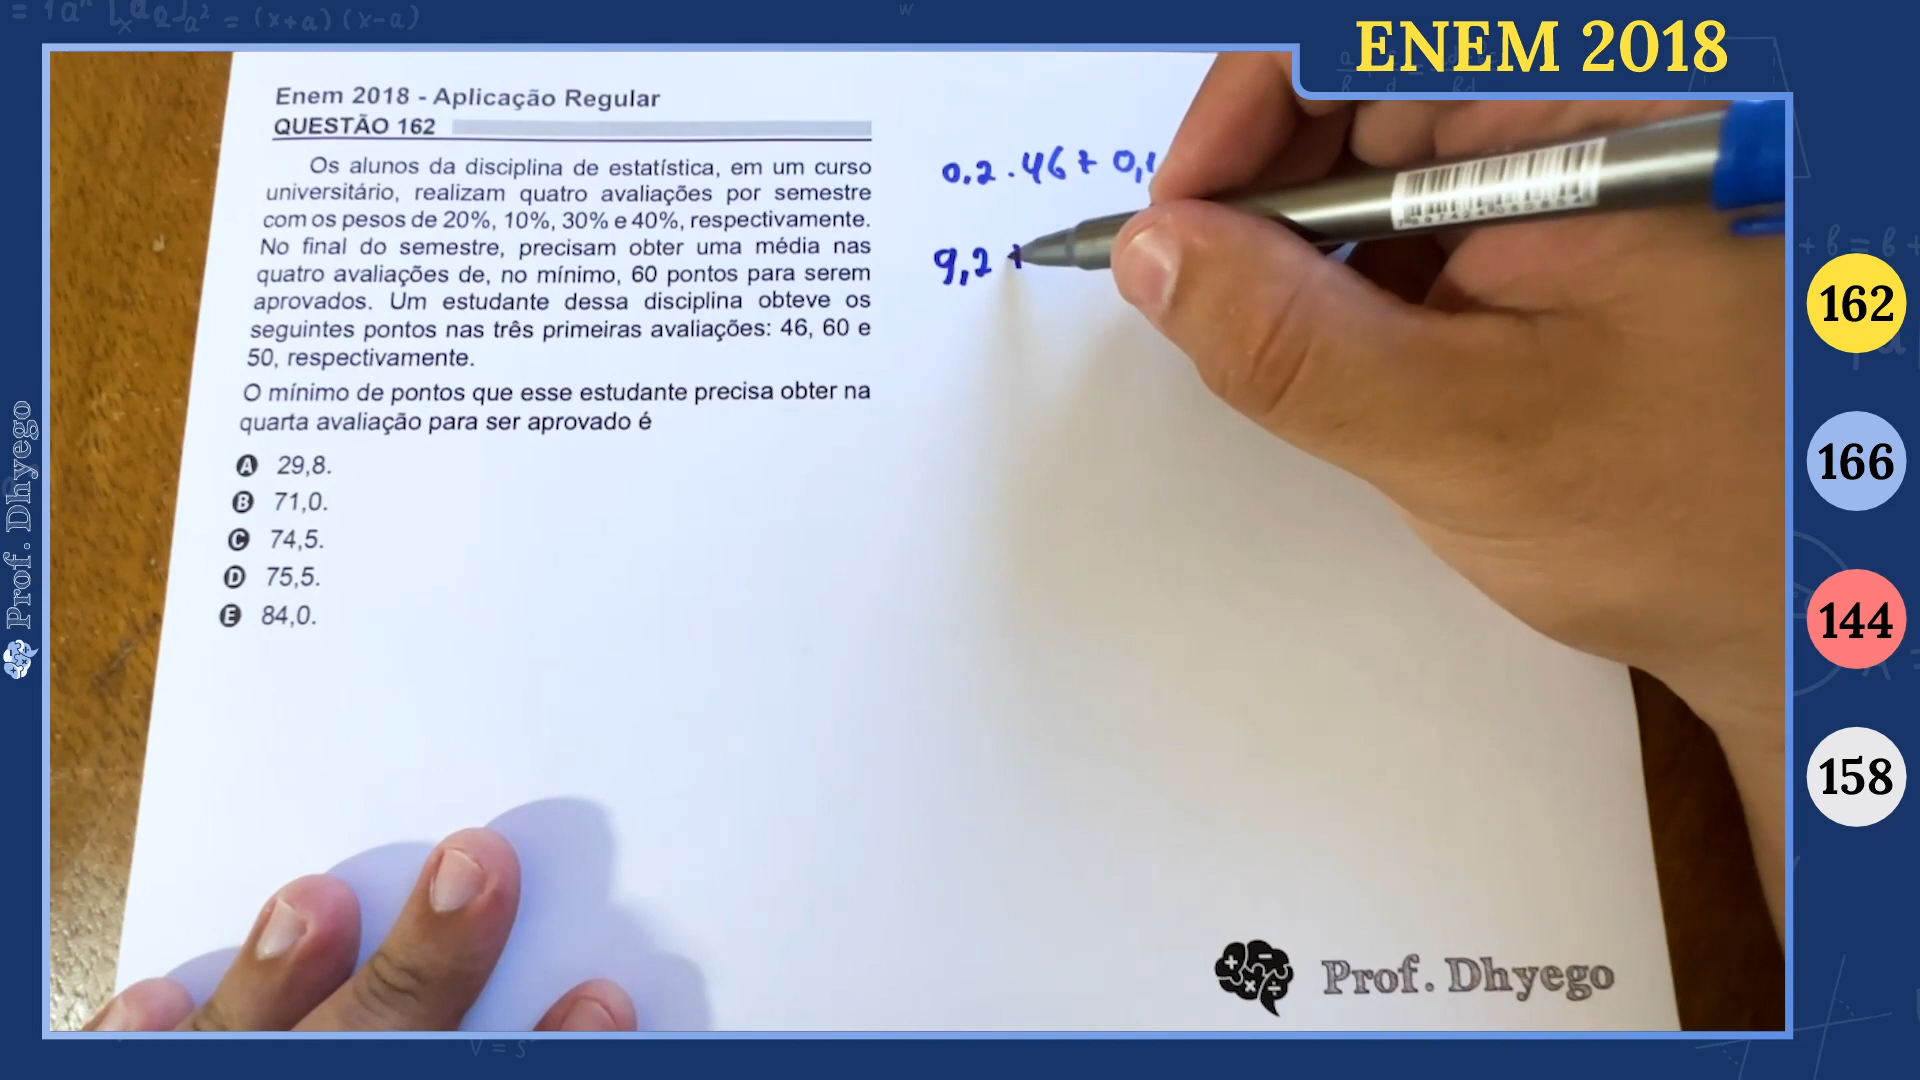 ENEM 2018
Enem 2018 - Aplicação Regular
QUESTÃO 162
Os alunos da disciplina de estatística, em um curso
universitário, realizam quatro avaliações por semestre
com os pesos de 20%, 10%, 30% e 40%, respectivamente.
No final do semestre, precisam obter uma média nas
quatro avaliações de, no mínimo, 60 pontos para serem
aprovados. Um estudante dessa disciplina obteve os
seguintes pontos nas três primeiras avaliações: 46, 60 e
50, respectivamente.
O mínimo de pontos que esse estudante precisa obter na
quarta avaliação para ser aprovado é
A 29,8.
B 71,0.
C 74,5.
D 75,5.
E 84,0.
0.2 . 46 + 0,1
9,2 +
162
166
144
158
Prof. Dhyego
Prof. Dhyego